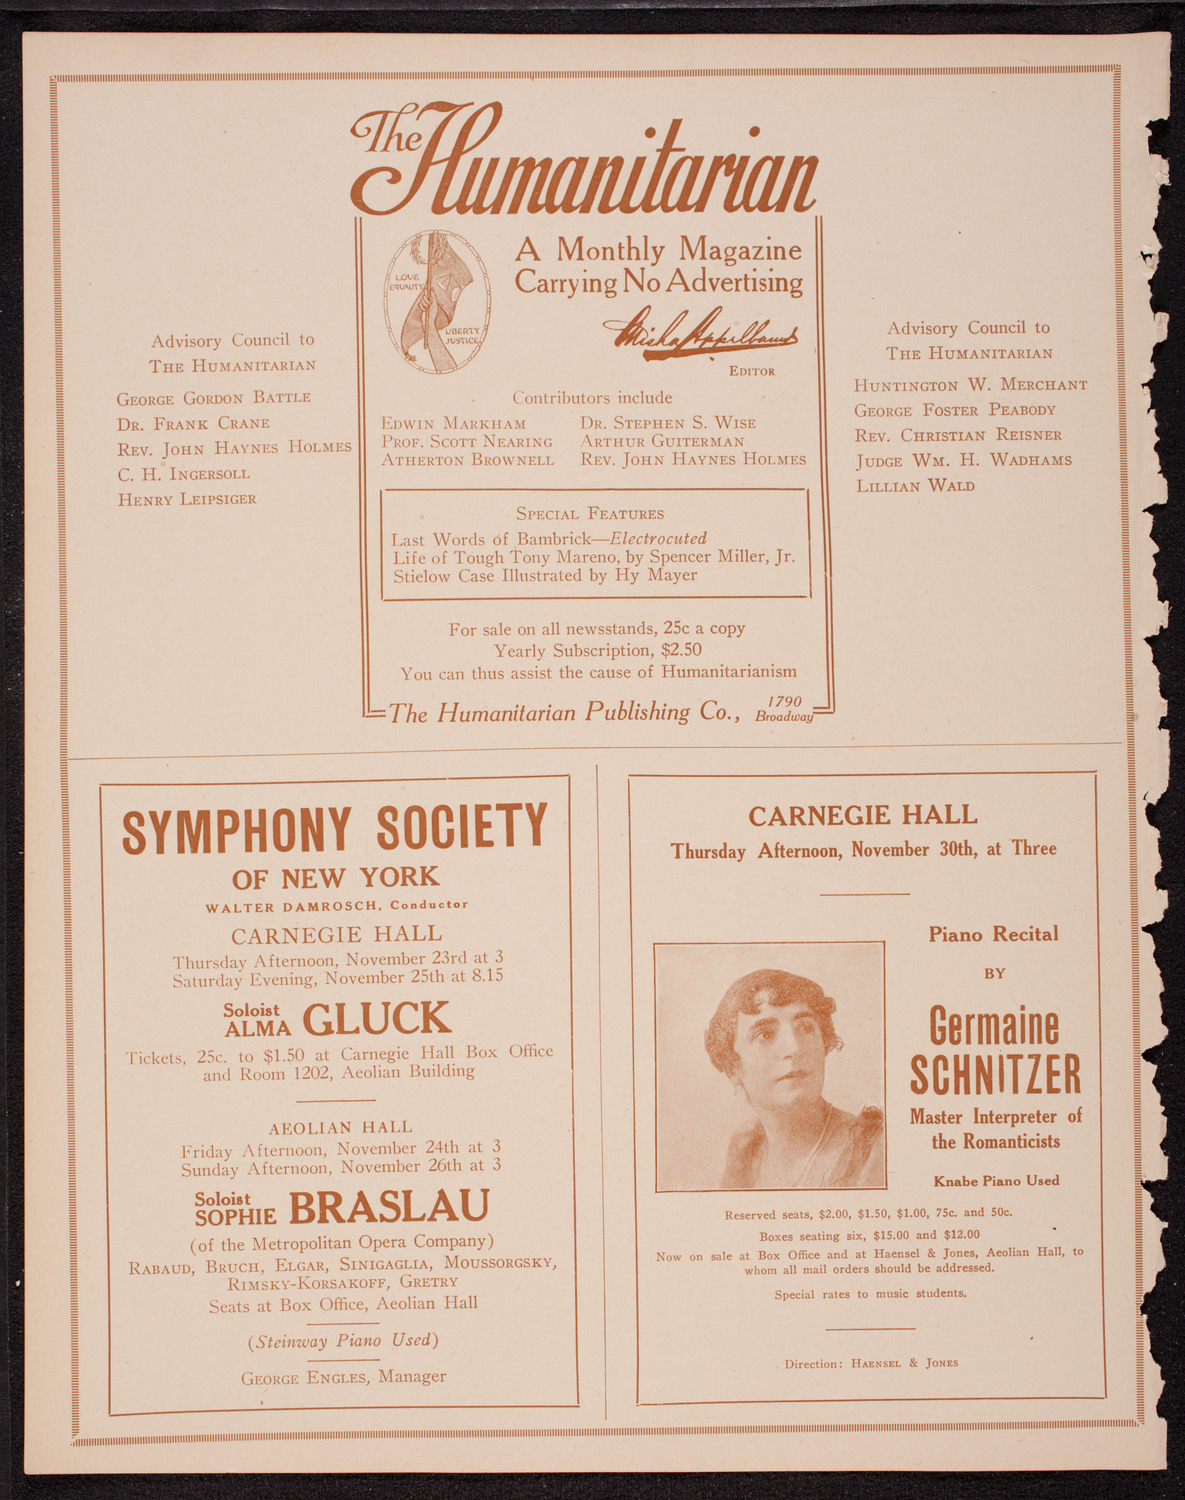 The Humanitarian
LOVE
EQUALITY
LIBERTY
JUSTICE
A Monthly Magazine
Carrying No Advertising
Misha Appelbaum
EDITOR
Contributors include
EDWIN MARKHAM
PROF. SCOTT NEARING
ATHERTON BROWNELL
DR. STEPHEN S. WISE
ARTHUR GUITERMAN
REV. JOHN HAYNES HOLMES
SPECIAL FEATURES
Last Words of Bambrick—Electrocuted
Life of Tough Tony Mareno, by Spencer Miller, Jr.
Stielow Case Illustrated by Hy Mayer
For sale on all newsstands, 25c a copy
Yearly Subscription, $2.50
You can thus assist the cause of Humanitarianism
The Humanitarian Publishing Co., 1790 Broadway
Advisory Council to
THE HUMANITARIAN
GEORGE GORDON BATTLE
DR. FRANK CRANE
REV. JOHN HAYNES HOLMES
C. H. INGERSOLL
HENRY LEIPSIGER
Advisory Council to
THE HUMANITARIAN
HUNTINGTON W. MERCHANT
GEORGE FOSTER PEABODY
REV. CHRISTIAN REISNER
JUDGE WM. H. WADHAMS
LILLIAN WALD
SYMPHONY SOCIETY
OF NEW YORK
WALTER DAMROSCH, Conductor
CARNEGIE HALL
Thursday Afternoon, November 23rd at 3
Saturday Evening, November 25th at 8.15
Soloist
ALMA GLUCK
Tickets, 25c. to $1.50 at Carnegie Hall Box Office
and Room 1202, Aeolian Building
AEOLIAN HALL
Friday Afternoon, November 24th at 3
Sunday Afternoon, November 26th at 3
Soloist
SOPHIE BRASLAU
(of the Metropolitan Opera Company)
RABAUD, BRUCH, ELGAR, SINIGAGLIA, MOUSSORGSKY,
RIMSKY-KORSAKOFF, GRETRY
Seats at Box Office, Aeolian Hall
(Steinway Piano Used)
GEORGE ENGLES, Manager
CARNEGIE HALL
Thursday Afternoon, November 30th, at Three
Piano Recital
BY
Germaine
SCHNITZER
Master Interpreter of
the Romanticists
Knabe Piano Used
Reserved seats, $2.00, $1.50, $1.00, 75c. and 50c.
Boxes seating six, $15.00 and $12.00
Now on sale at Box Office and at Haensel & Jones, Aeolian Hall, to
whom all mail orders should be addressed.
Special rates to music students.
Direction: HAENSEL & JONES